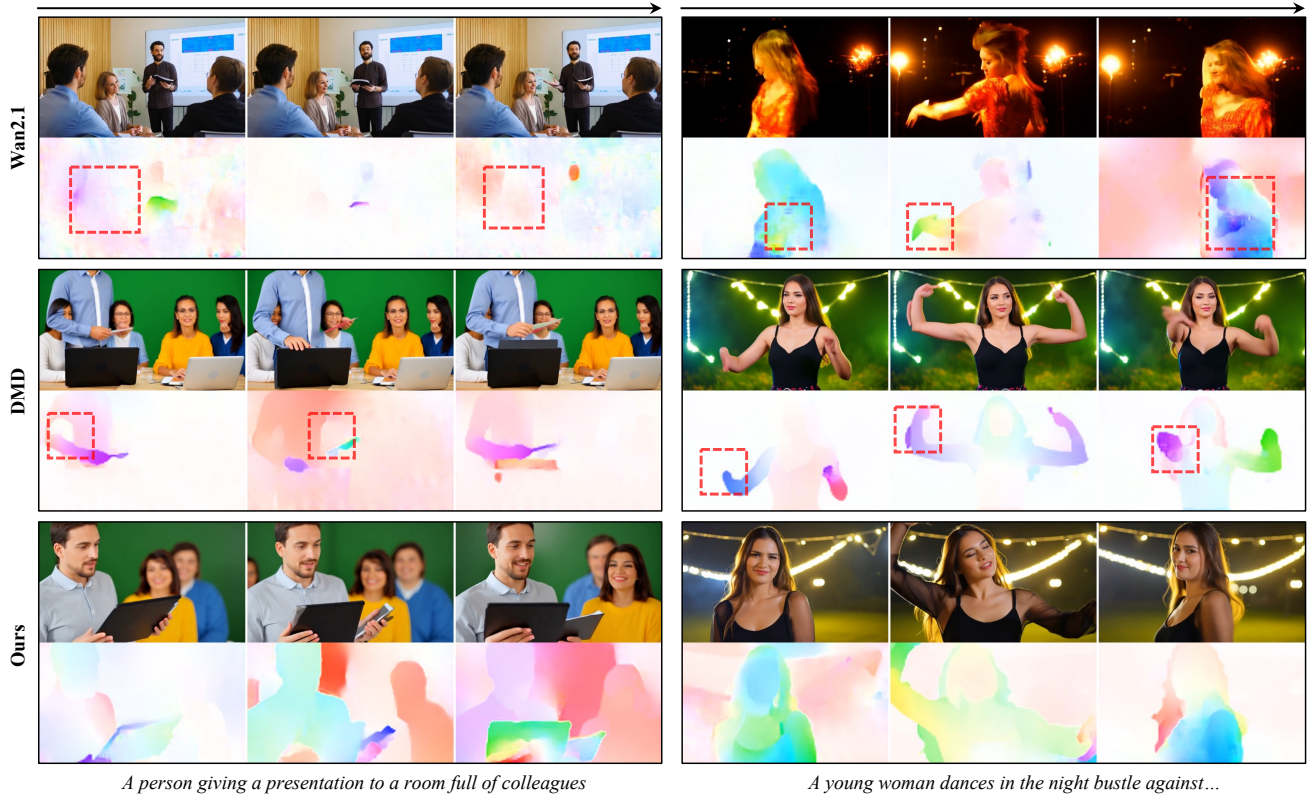 Wan2.1
DMD
Ours
A person giving a presentation to a room full of colleagues
A young woman dances in the night bustle against…